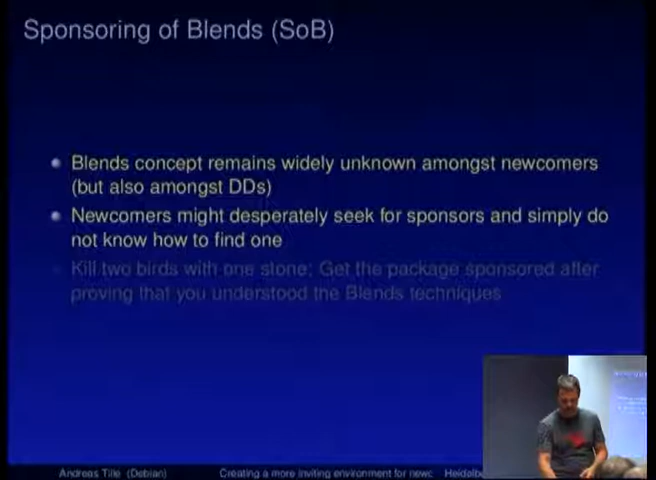 Sponsoring of Blends (SoB)
Blends concept remains widely unknown amongst newcomers
(but also amongst DDs)
Newcomers might desperately seek for sponsors and simply do
not know how to find one
Kill two birds with one stone: Get the package sponsored after
proving that you understood the Blends techniques
Andreas Tille (Debian) Creating a more inviting environment for newc Heidelbe